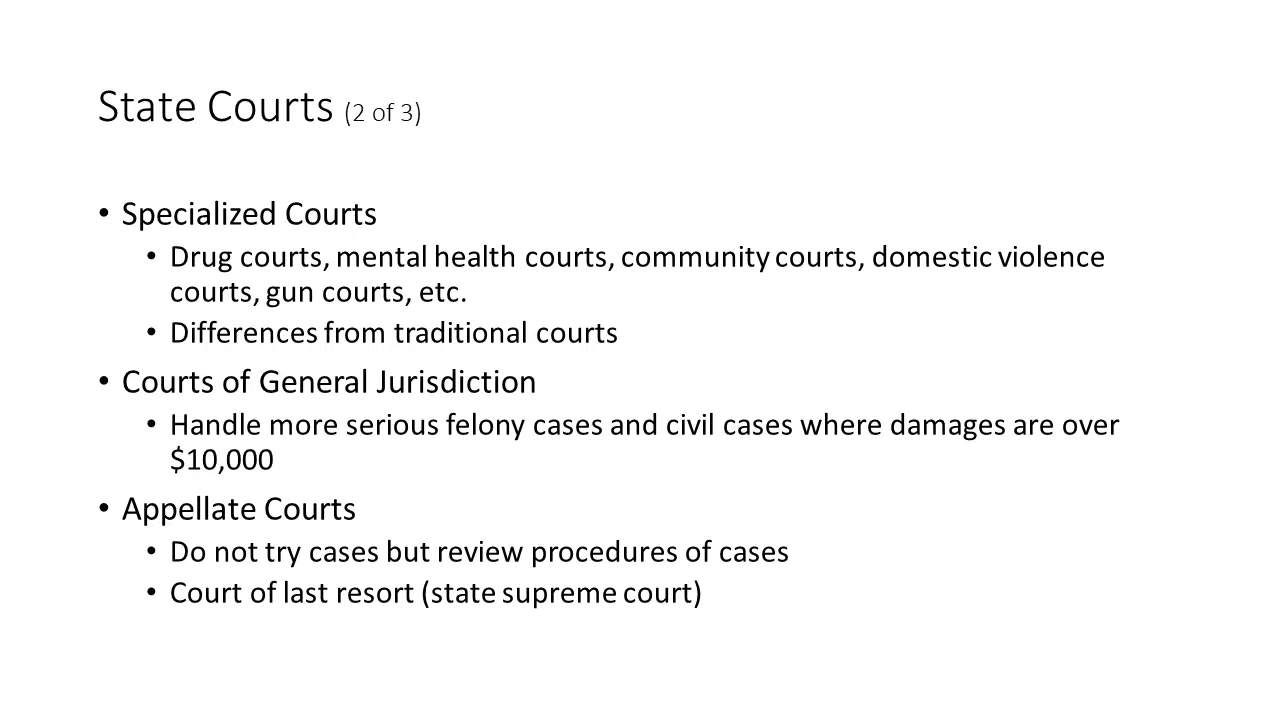 State Courts (2 of 3)
• Specialized Courts
• Drug courts, mental health courts, community courts, domestic violence
courts, gun courts, etc.
• Differences from traditional courts
• Courts of General Jurisdiction
• Handle more serious felony cases and civil cases where damages are over
$10,000
• Appellate Courts
• Do not try cases but review procedures of cases
• Court of last resort (state supreme court)